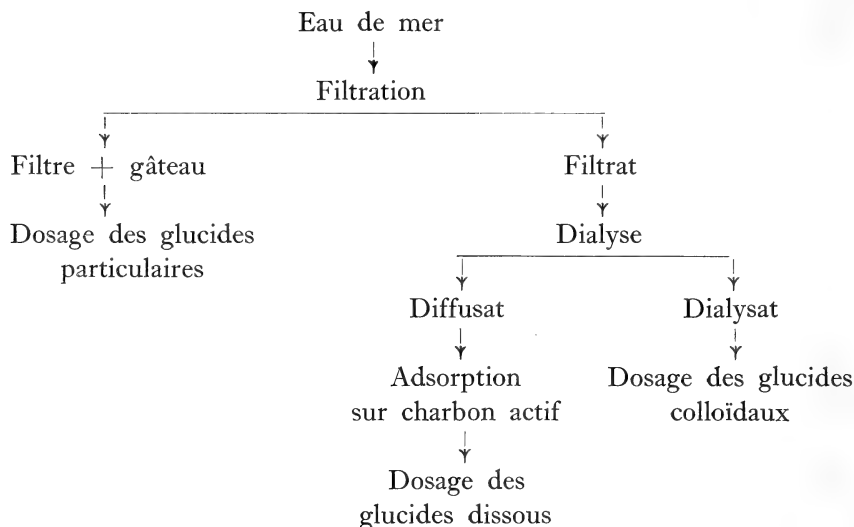 Eau de mer
Filtration
Filtre + gâteau
Filtrat
Dosage des glucides
particulaires
Dialyse
Diffusat
Dialysat
Adsorption
sur charbon actif
Dosage des glucides
colloïdaux
Dosage des
glucides dissous